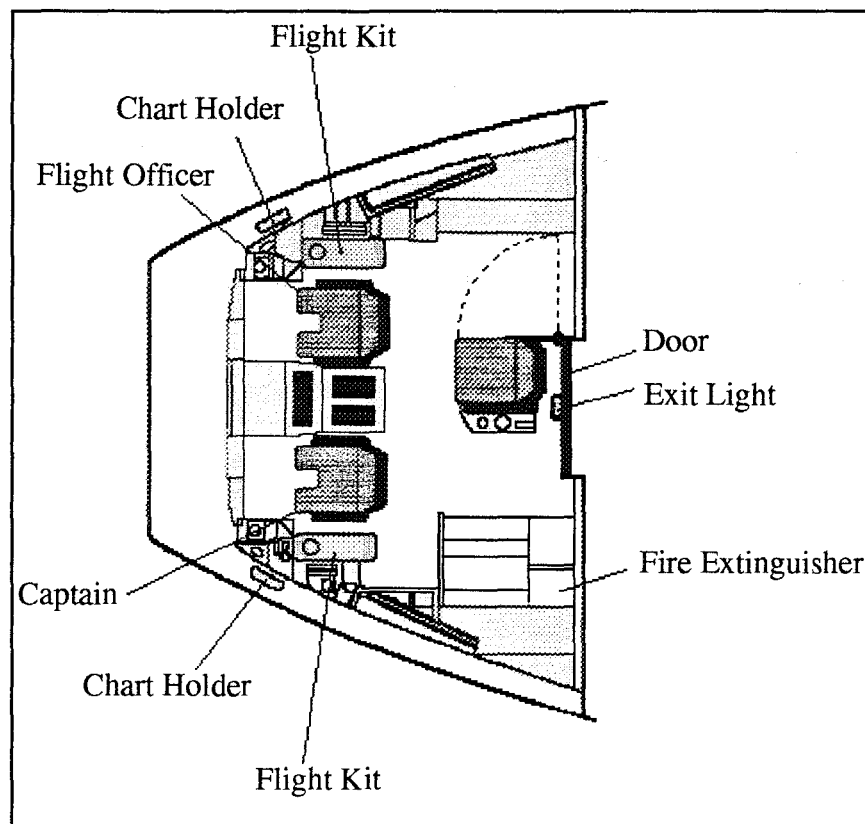 Flight Kit
Chart Holder
Flight Officer
Door
Exit Light
Fire Extinguisher
Captain
Chart Holder
Flight Kit